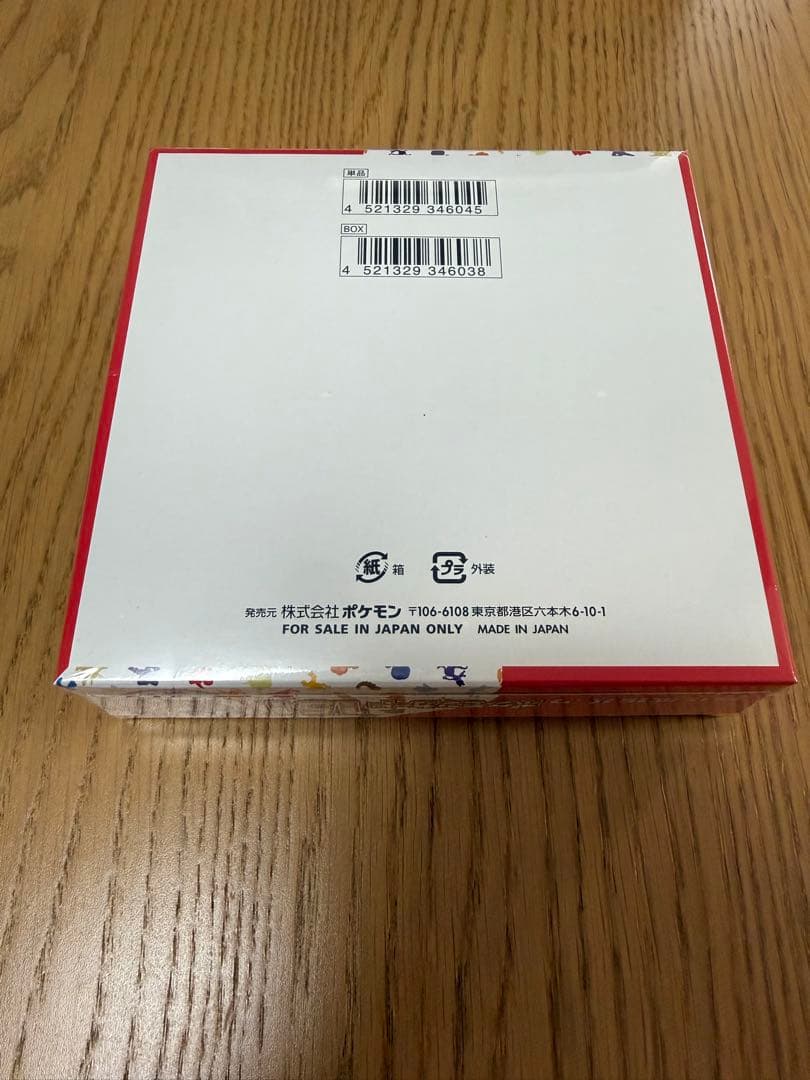 単品
4 521329 346045
BOX
4 521329 346038
紙 箱 プラ 外装
発売元 株式会社ポケモン 〒106-6108 東京都港区六本木6-10-1
FOR SALE IN JAPAN ONLY MADE IN JAPAN